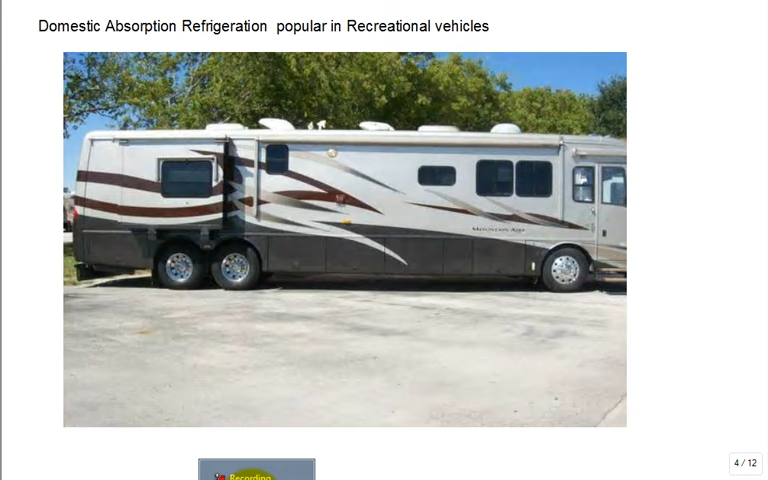 Domestic Absorption Refrigeration popular in Recreational vehicles
MOUNTAIN AIRE
4 / 12
Recording